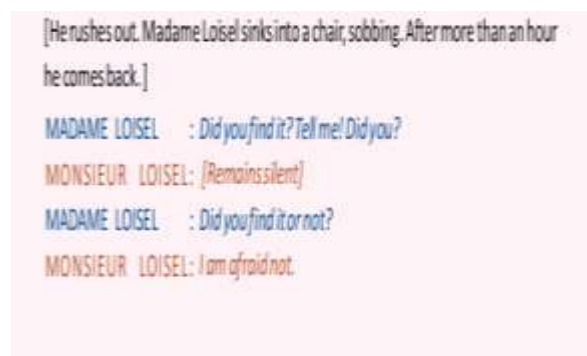 [He rushes out. Madame Loisel sinks into a chair, sobbing. After more than an hour
he comes back.]
MADAME LOISEL : Did you find it? Tell me! Did you?
MONSIEUR LOISEL: [Remains silent]
MADAME LOISEL : Did you find it or not?
MONSIEUR LOISEL: I am afraid not.